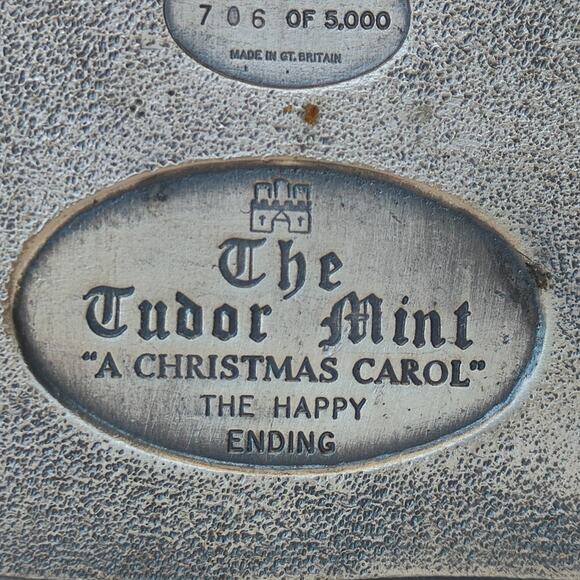 706 OF 5,000
MADE IN GT. BRITAIN
The
Tudor Mint
"A CHRISTMAS CAROL"
THE HAPPY
ENDING